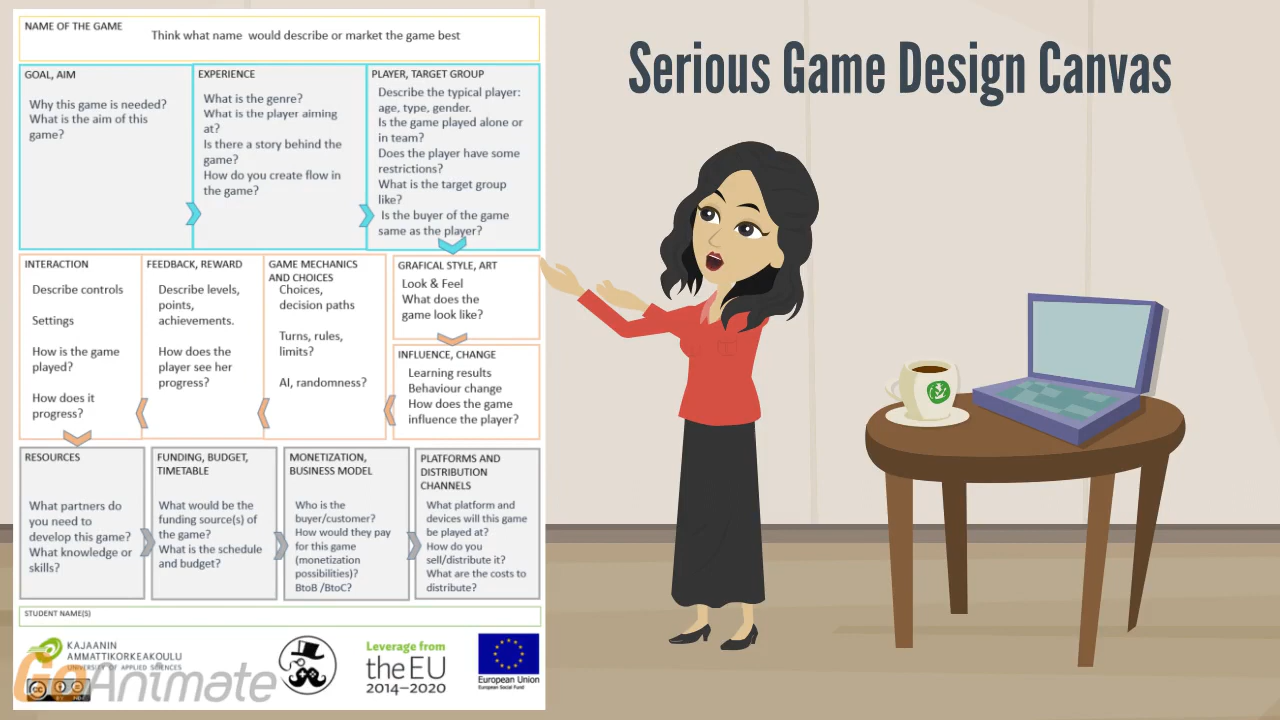 Serious Game Design Canvas
NAME OF THE GAME
Think what name would describe or market the game best
GOAL, AIM
Why this game is needed?
What is the aim of this
game?
EXPERIENCE
What is the genre?
What is the player aiming
at?
Is there a story behind the
game?
How do you create flow in
the game?
PLAYER, TARGET GROUP
Describe the typical player:
age, type, gender.
Is the game played alone or
in team?
Does the player have some
restrictions?
What is the target group
like?
Is the buyer of the game
same as the player?
INTERACTION
Describe controls
Settings
How is the game
played?
How does it
progress?
FEEDBACK, REWARD
Describe levels,
points,
achievements.
How does the
player see her
progress?
GAME MECHANICS
AND CHOICES
Choices,
decision paths
Turns, rules,
limits?
AI, randomness?
GRAFICAL STYLE, ART
Look & Feel
What does the
game look like?
INFLUENCE, CHANGE
Learning results
Behaviour change
How does the game
influence the player?
RESOURCES
What partners do
you need to
develop this game?
What knowledge or
skills?
FUNDING, BUDGET,
TIMETABLE
What would be the
funding source(s) of
the game?
What is the schedule
and budget?
MONETIZATION,
BUSINESS MODEL
Who is the
buyer/customer?
How would they pay
for this game
(monetization
possibilities)?
BtoB /BtoC?
PLATFORMS AND
DISTRIBUTION
CHANNELS
What platform and
devices will this game
be played at?
How do you
sell/distribute it?
What are the costs to
distribute?
STUDENT NAME(S)
KAJAANIN
AMMATTIKORKEAKOULU
UNIVERSITY OF APPLIED SCIENCES
GoAnimate
cc
Leverage from
the EU
2014–2020
European Union
European Social Fund